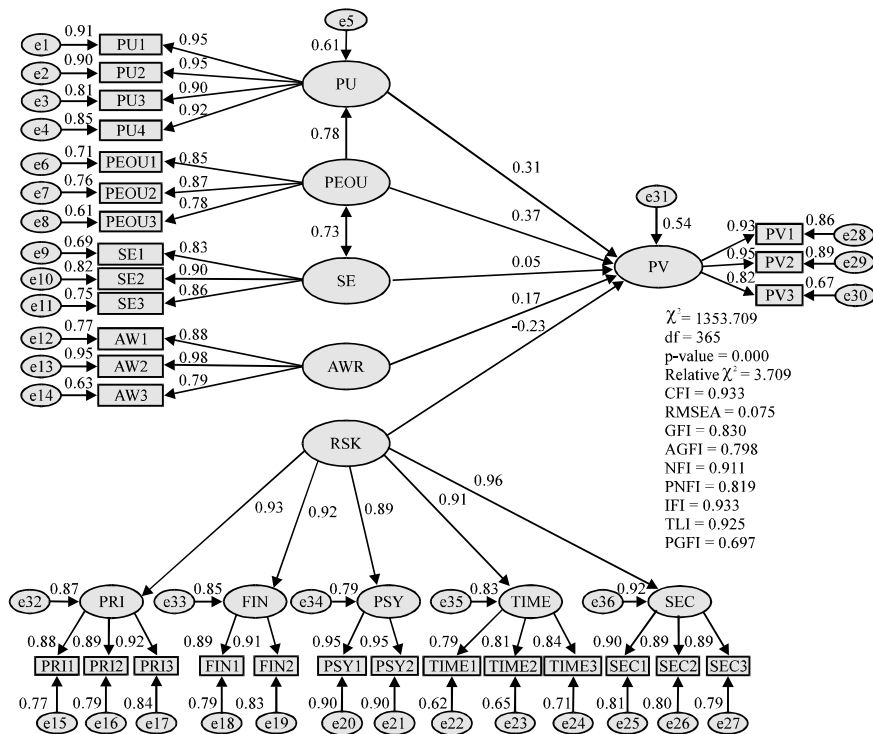 e5
e1 0.91 PU1 0.95 0.61
e2 0.90 PU2 0.95 PU
e3 0.81 PU3 0.90
e4 0.85 PU4 0.92
0.78
0.31
e6 0.71 PEOU1 0.85
e7 0.76 PEOU2 0.87 PEOU
e8 0.61 PEOU3 0.78
0.37
e31
0.54
0.73
e9 0.69 SE1 0.83
e10 0.82 SE2 0.90 SE 0.05
e11 0.75 SE3 0.86
PV
0.93 PV1 0.86 e28
0.95 PV2 0.89 e29
0.82 PV3 0.67 e30
0.17
-0.23
e12 0.77 AW1 0.88
e13 0.95 AW2 0.98 AWR
e14 0.63 AW3 0.79
χ²= 1353.709
df = 365
p-value = 0.000
Relative χ² = 3.709
CFI = 0.933
RMSEA = 0.075
GFI = 0.830
AGFI = 0.798
NFI = 0.911
PNFI = 0.819
IFI = 0.933
TLI = 0.925
PGFI = 0.697
RSK
0.93 0.92 0.89 0.91 0.96
e32 0.87 PRI e33 0.85 FIN e34 0.79 PSY e35 0.83 TIME e36 0.92 SEC
0.88 0.89 0.92 0.89 0.91 0.95 0.95 0.79 0.81 0.84 0.90 0.89 0.89
PRI1 PRI2 PRI3 FIN1 FIN2 PSY1 PSY2 TIME1 TIME2 TIME3 SEC1 SEC2 SEC3
0.77 0.79 0.84 0.79 0.83 0.90 0.90 0.62 0.65 0.71 0.81 0.80 0.79
e15 e16 e17 e18 e19 e20 e21 e22 e23 e24 e25 e26 e27